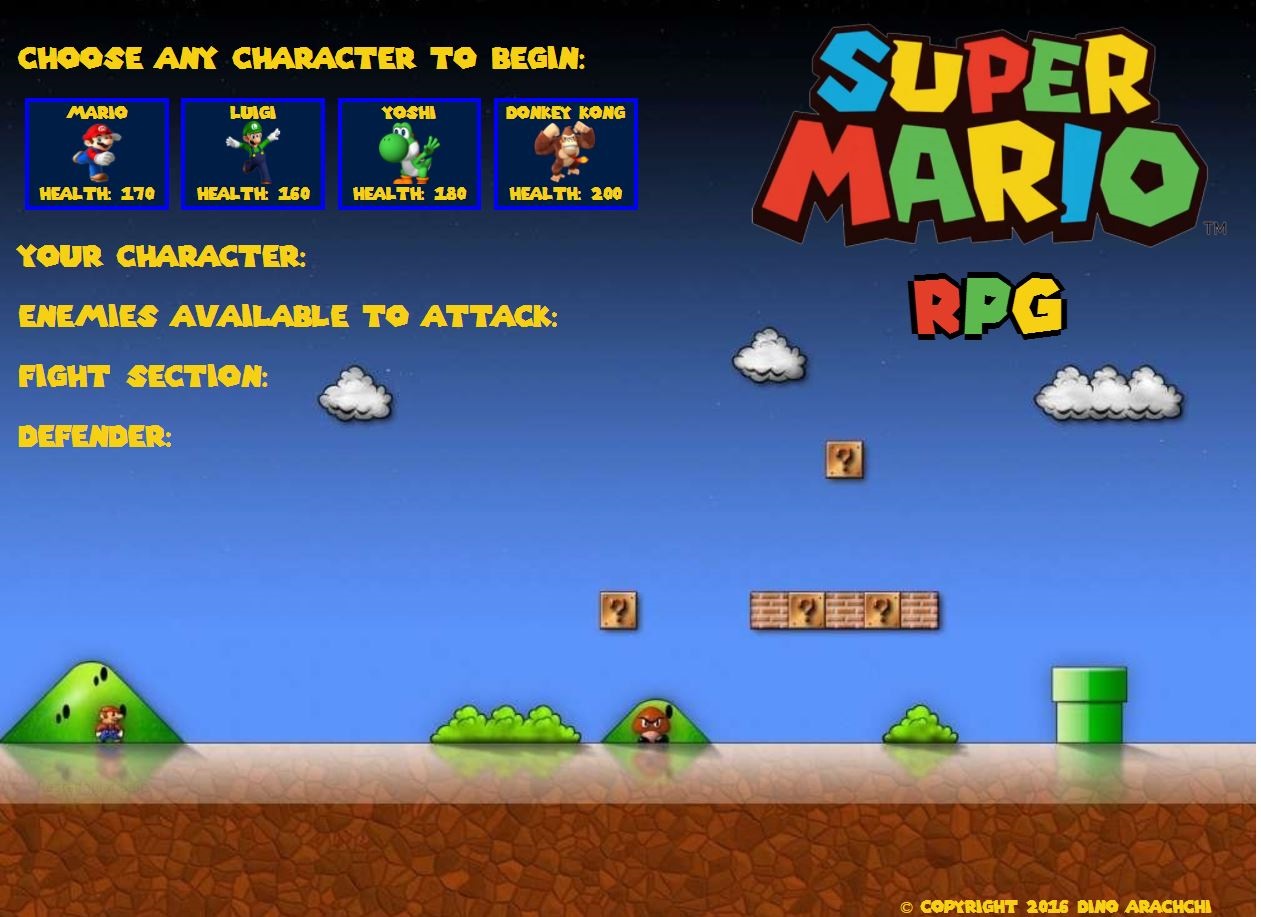 CHOOSE ANY CHARACTER TO BEGIN:
MARIO
HEALTH: 170
LUIGI
HEALTH: 160
YOSHI
HEALTH: 180
DONKEY KONG
HEALTH: 200
YOUR CHARACTER:
ENEMIES AVAILABLE TO ATTACK:
FIGHT SECTION:
DEFENDER:
SUPER
MARIO TM
RPG
?
?
? ?
© COPYRIGHT 2016 DINO ARACHCHI